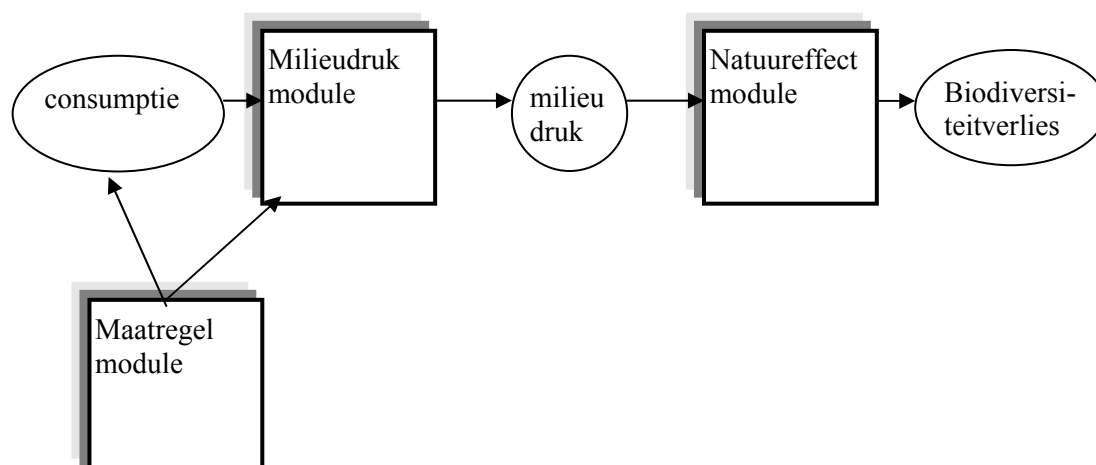 consumptie
Milieudruk
module
milieu
druk
Natuureffect
module
Biodiversi-
teitverlies
Maatregel
module